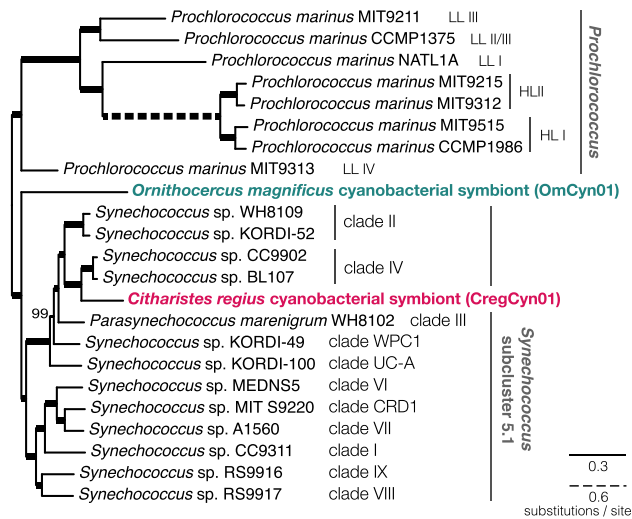 Prochlorococcus marinus MIT9211 LL III
Prochlorococcus marinus CCMP1375 LL II/III
Prochlorococcus marinus NATL1A LL I
Prochlorococcus marinus MIT9215
HLII
Prochlorococcus marinus MIT9312
Prochlorococcus marinus MIT9515
HL I
Prochlorococcus marinus CCMP1986
Prochlorococcus marinus MIT9313 LL IV
Prochlorococcus
Ornithocercus magnificus cyanobacterial symbiont (OmCyn01)
Synechococcus sp. WH8109
clade II
Synechococcus sp. KORDI-52
Synechococcus sp. CC9902
clade IV
Synechococcus sp. BL107
Citharistes regius cyanobacterial symbiont (CregCyn01)
99
Parasynechococcus marenigrum WH8102 clade III
Synechococcus sp. KORDI-49 clade WPC1
Synechococcus sp. KORDI-100 clade UC-A
Synechococcus sp. MEDNS5 clade VI
Synechococcus sp. MIT S9220 clade CRD1
Synechococcus sp. A1560 clade VII
Synechococcus sp. CC9311 clade I
Synechococcus sp. RS9916 clade IX
Synechococcus sp. RS9917 clade VIII
Synechococcus
subcluster 5.1
0.3
0.6
substitutions / site